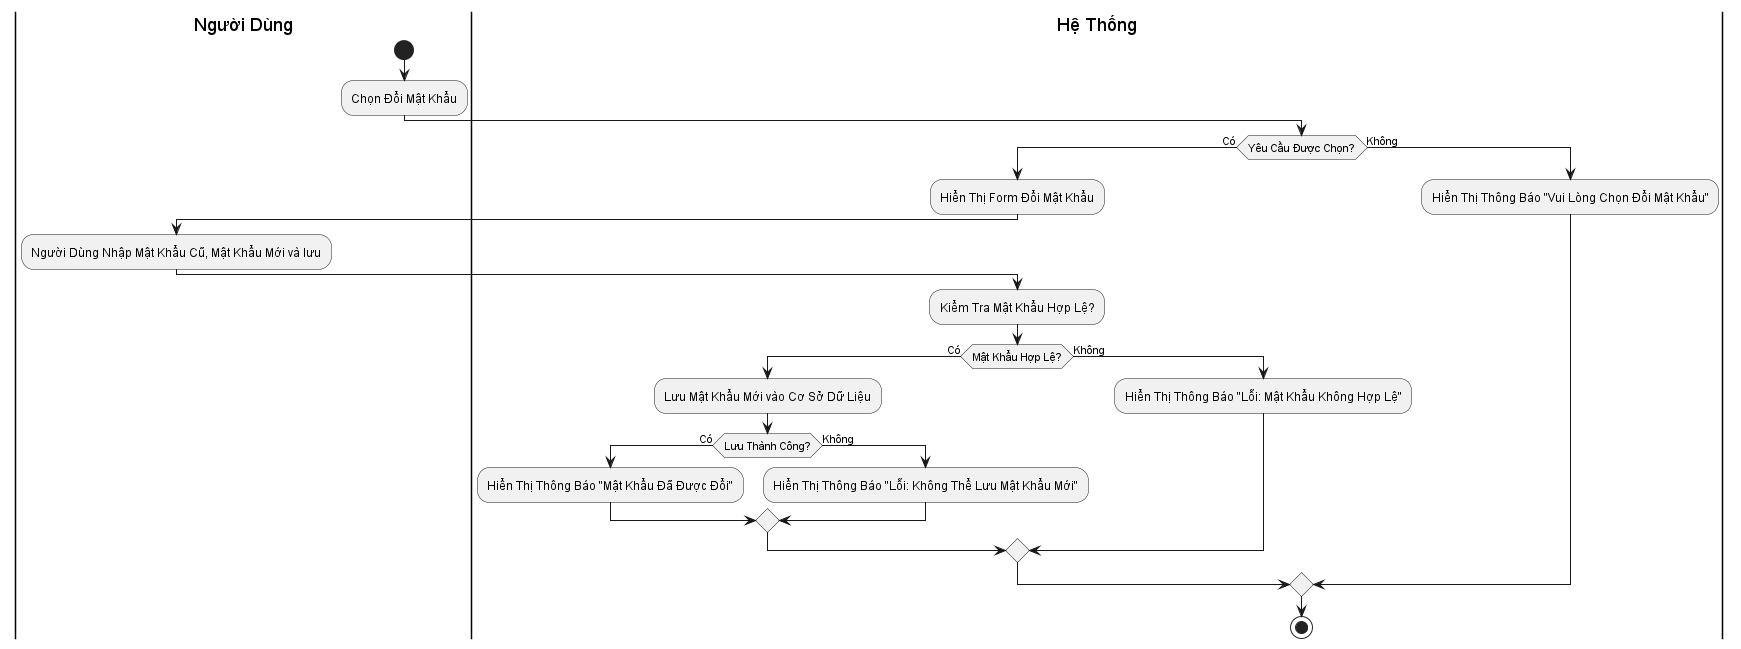 Người Dùng
Hệ Thống
Chọn Đổi Mật Khẩu
Có
Yêu Cầu Được Chọn?
Không
Hiển Thị Form Đổi Mật Khẩu
Hiển Thị Thông Báo "Vui Lòng Chọn Đổi Mật Khẩu"
Người Dùng Nhập Mật Khẩu Cũ, Mật Khẩu Mới và lưu
Kiểm Tra Mật Khẩu Hợp Lệ?
Có
Mật Khẩu Hợp Lệ?
Không
Lưu Mật Khẩu Mới vào Cơ Sở Dữ Liệu
Hiển Thị Thông Báo "Lỗi: Mật Khẩu Không Hợp Lệ"
Có
Lưu Thành Công?
Không
Hiển Thị Thông Báo "Mật Khẩu Đã Được Đổi"
Hiển Thị Thông Báo "Lỗi: Không Thể Lưu Mật Khẩu Mới"